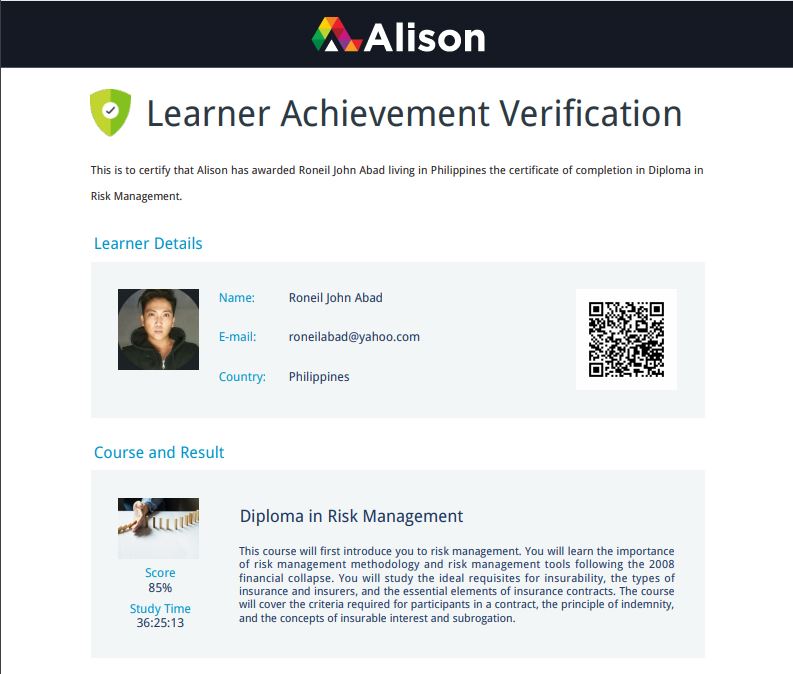 Alison
Learner Achievement Verification
This is to certify that Alison has awarded Roneil John Abad living in Philippines the certificate of completion in Diploma in
Risk Management.
Learner Details
Name: Roneil John Abad
E-mail: roneilabad@yahoo.com
Country: Philippines
Course and Result
Diploma in Risk Management
This course will first introduce you to risk management. You will learn the importance
of risk management methodology and risk management tools following the 2008
financial collapse. You will study the ideal requisites for insurability, the types of
insurance and insurers, and the essential elements of insurance contracts. The course
will cover the criteria required for participants in a contract, the principle of indemnity,
and the concepts of insurable interest and subrogation.
Score
85%
Study Time
36:25:13